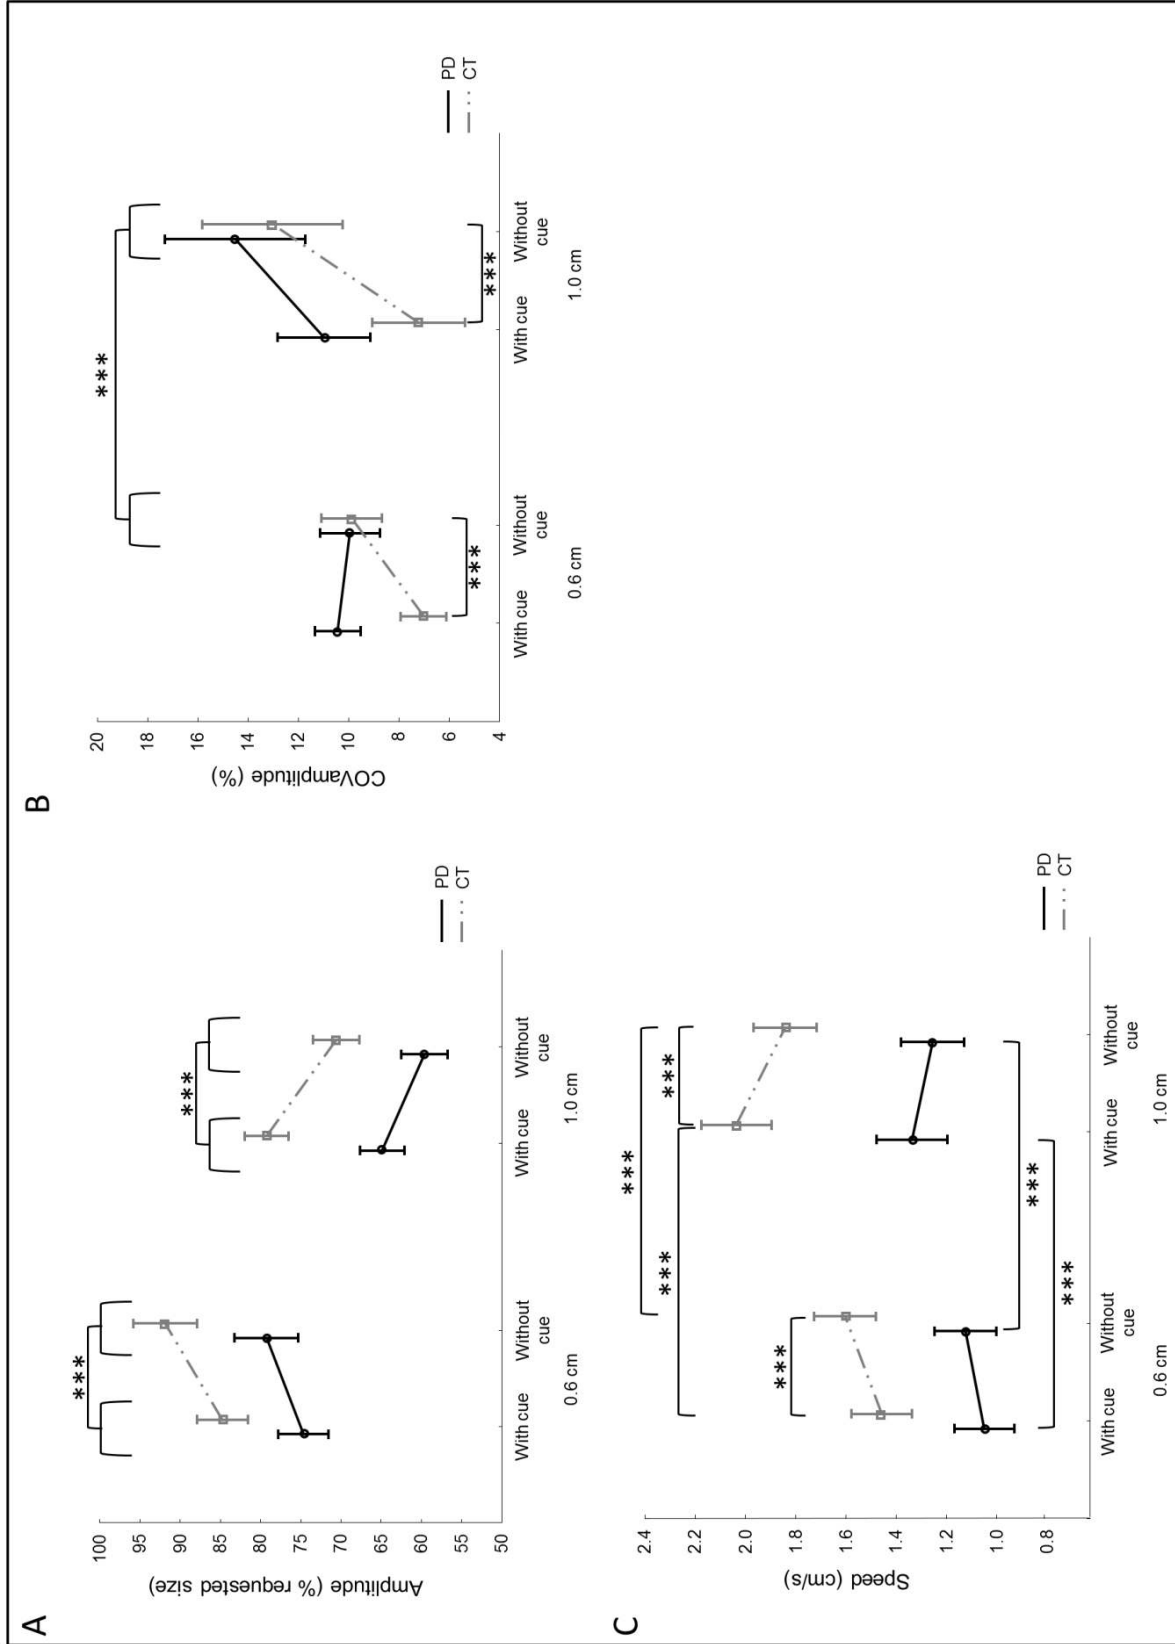 A
Amplitude (% requested size)
100
95
90
85
80
75
70
65
60
55
50
***
***
With cue
Without
cue
With cue
Without
cue
0.6 cm
1.0 cm
PD
CT
B
COVamplitude (%)
20
18
16
14
12
10
8
6
4
***
***
***
With cue
Without
cue
With cue
Without
cue
0.6 cm
1.0 cm
PD
CT
C
Speed (cm/s)
2.4
2.2
2.0
1.8
1.6
1.4
1.2
1.0
0.8
***
***
***
***
***
***
With cue
Without
cue
With cue
Without
cue
0.6 cm
1.0 cm
PD
CT